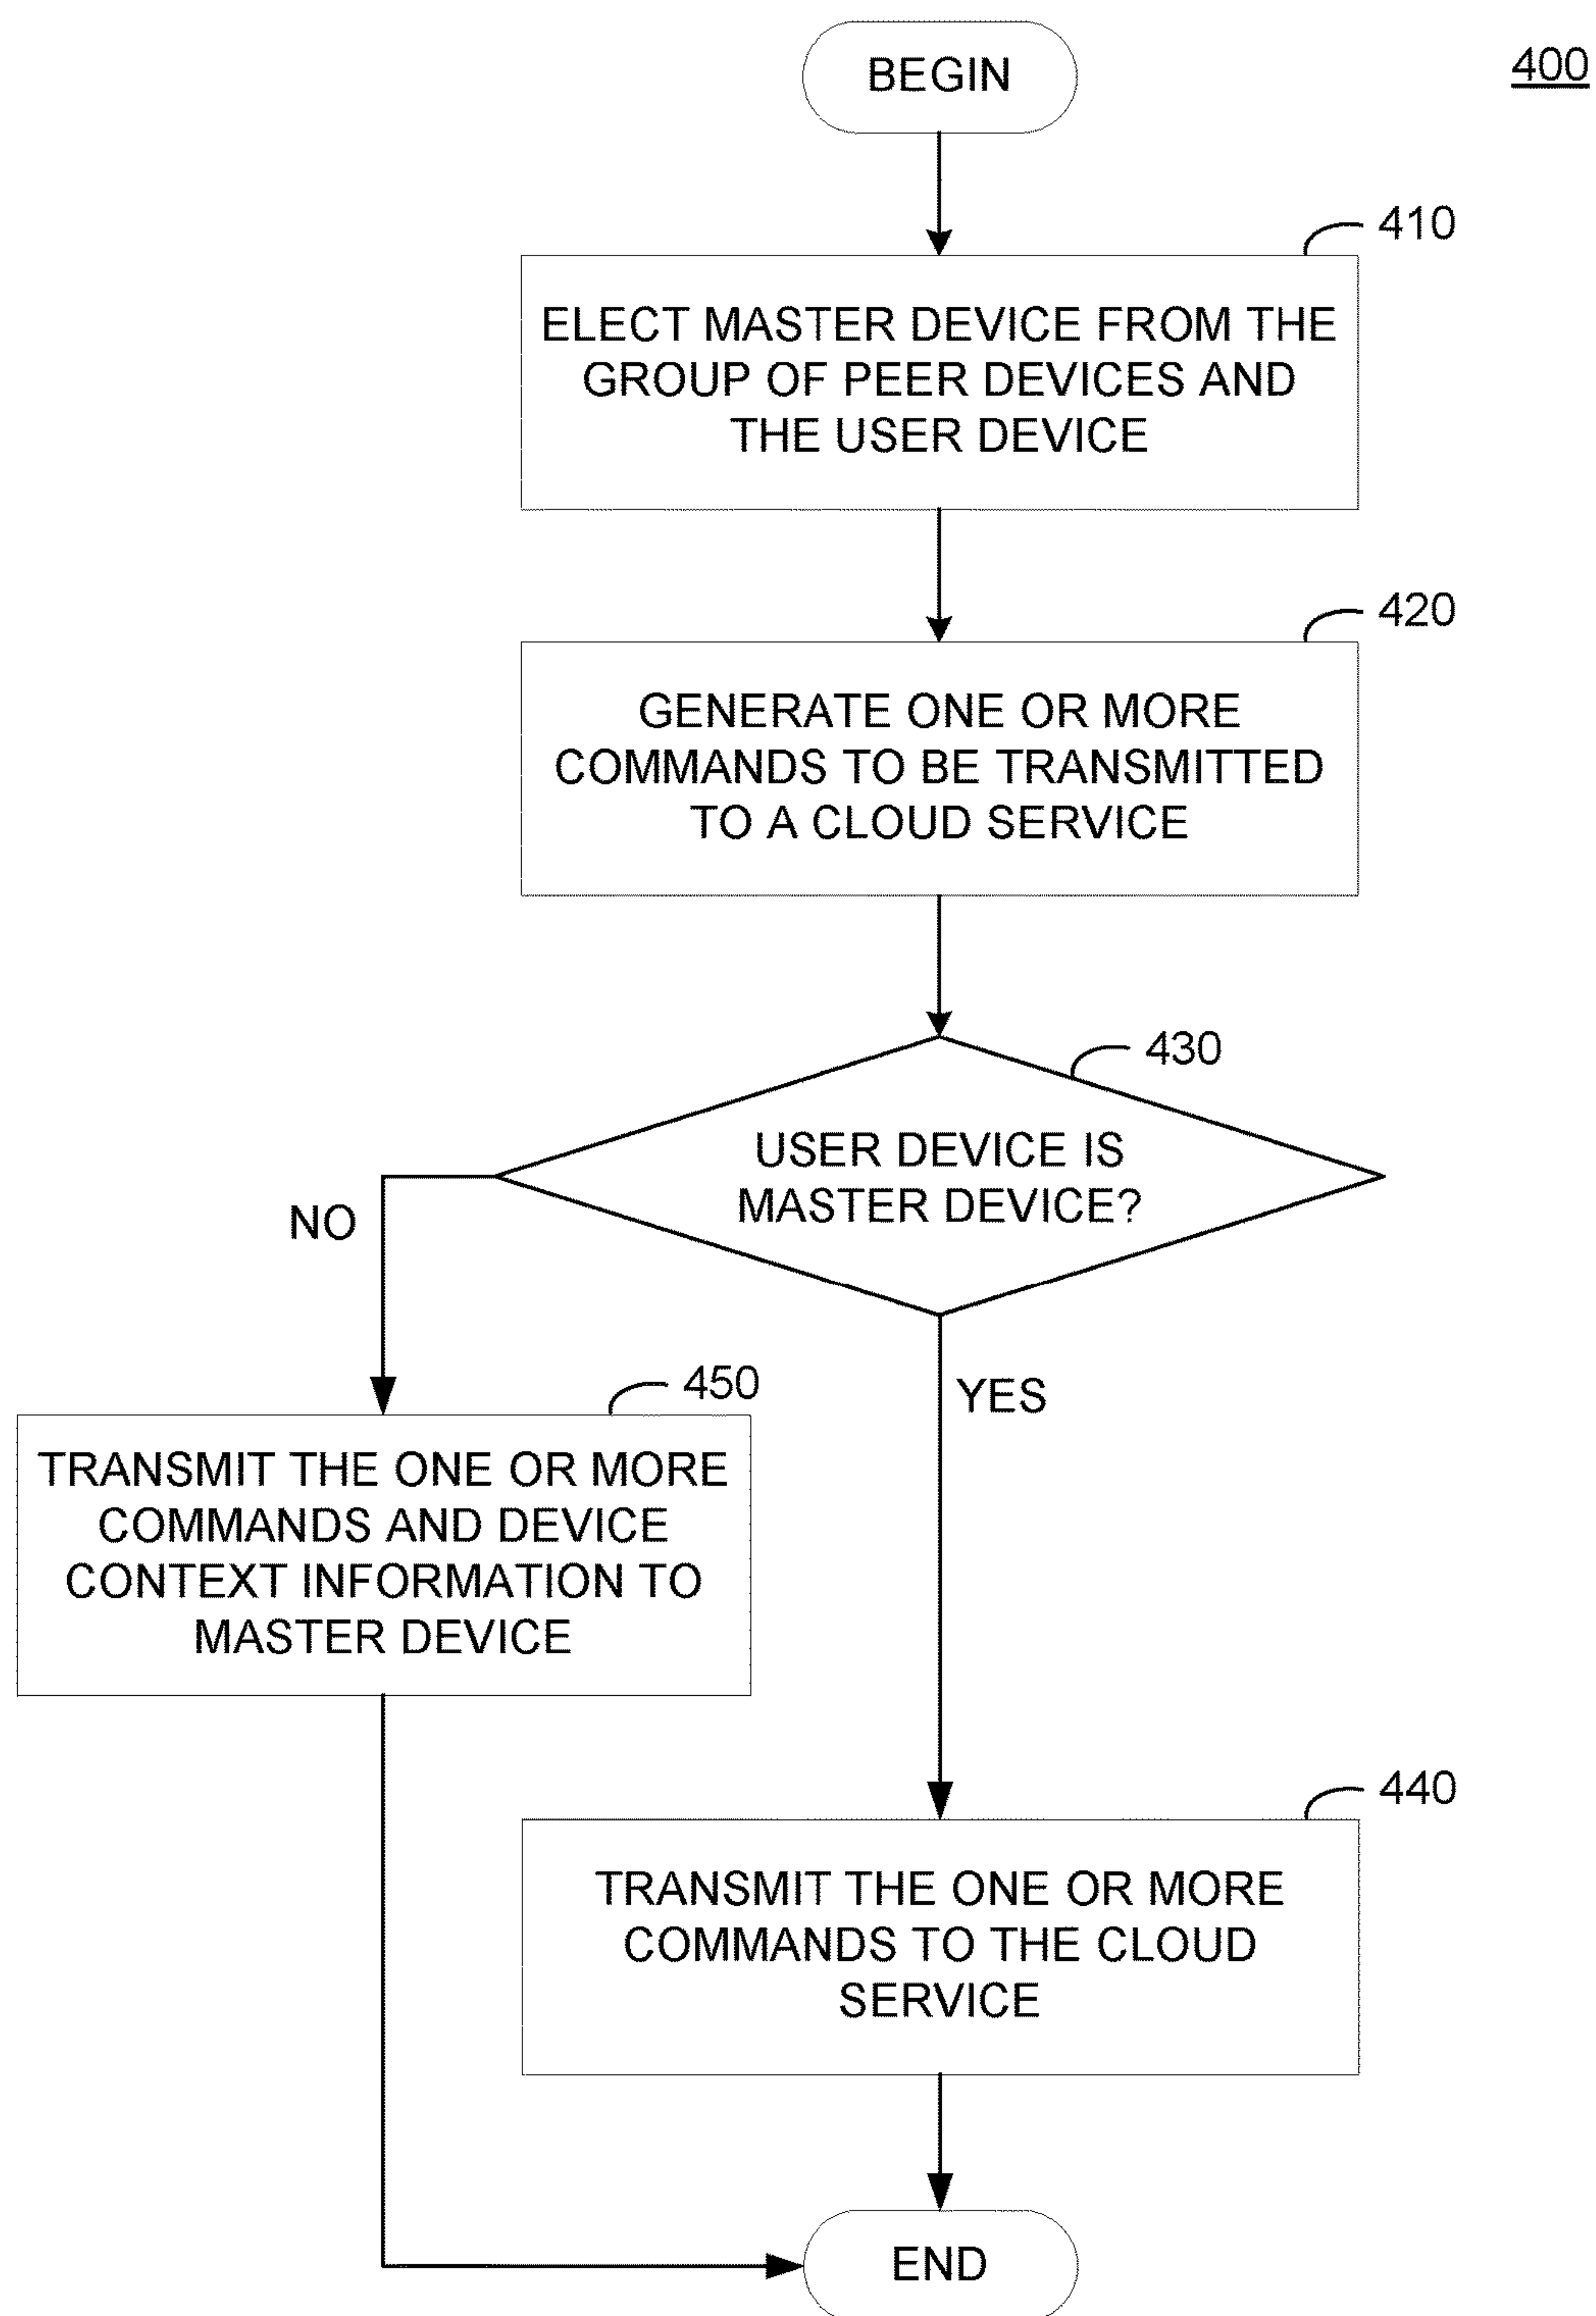 BEGIN
400
410
ELECT MASTER DEVICE FROM THE
GROUP OF PEER DEVICES AND
THE USER DEVICE
420
GENERATE ONE OR MORE
COMMANDS TO BE TRANSMITTED
TO A CLOUD SERVICE
430
USER DEVICE IS
MASTER DEVICE?
NO
YES
450
TRANSMIT THE ONE OR MORE
COMMANDS AND DEVICE
CONTEXT INFORMATION TO
MASTER DEVICE
440
TRANSMIT THE ONE OR MORE
COMMANDS TO THE CLOUD
SERVICE
END